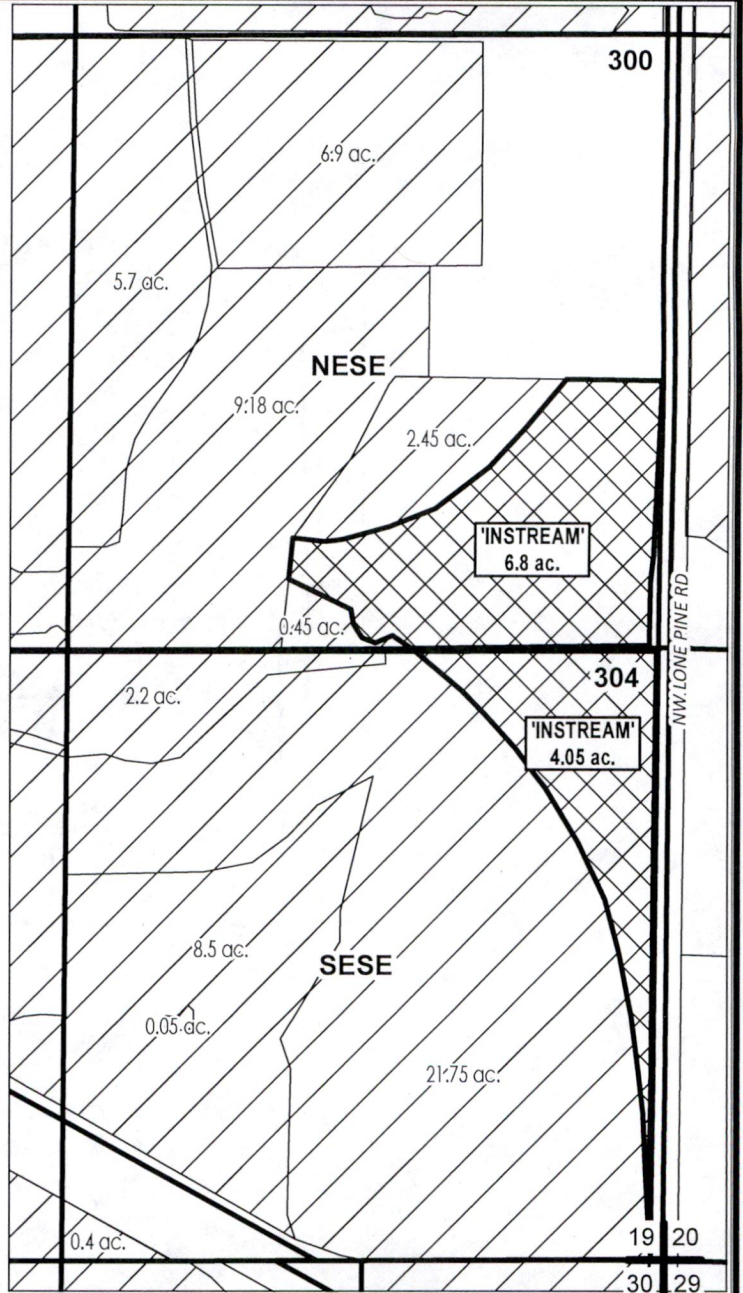 300
6.9 ac.
5.7 ac.
NESE
9.18 ac.
2.45 ac.
'INSTREAM'
6.8 ac.
0.45 ac.
NW LONE PINE RD
304
2.2 ac.
'INSTREAM'
4.05 ac.
8.5 ac.
SESE
0.05 ac.
21.75 ac.
0.4 ac.
19 20
30 29